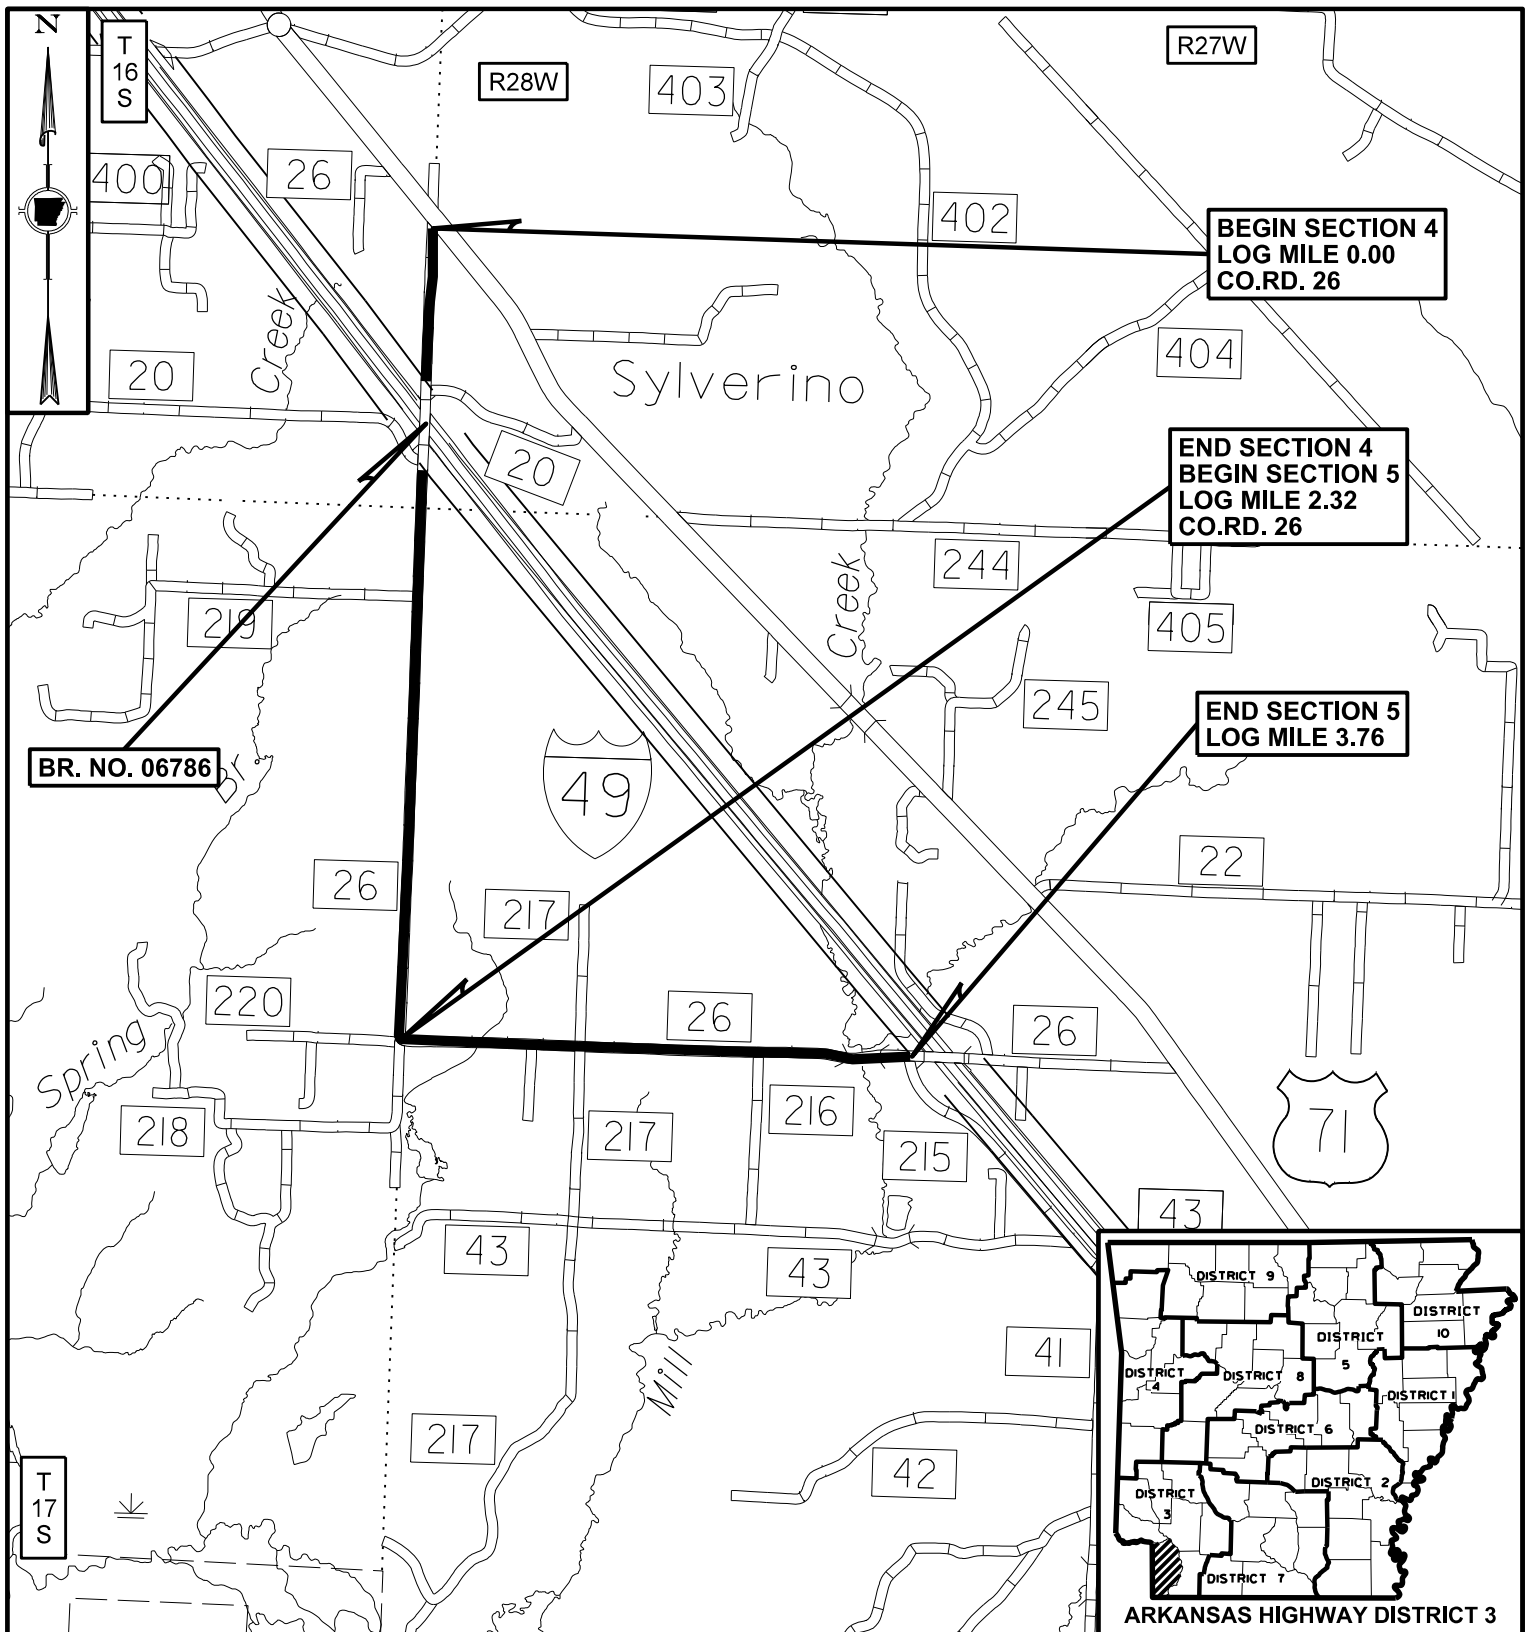 N
T
16
S
R28W
R27W
403
400
26
402
BEGIN SECTION 4
LOG MILE 0.00
CO.RD. 26
Creek
20
Sylverino
404
20
END SECTION 4
BEGIN SECTION 5
LOG MILE 2.32
CO.RD. 26
244
Creek
219
405
245
END SECTION 5
LOG MILE 3.76
BR. NO. 06786
Br.
49
26
217
22
220
26
26
Spring
218
217
216
215
71
43
43
43
Mill
41
217
42
T
17
S
DISTRICT 9
DISTRICT
10
DISTRICT
5
DISTRICT
4
DISTRICT 8
DISTRICT 1
DISTRICT 6
DISTRICT 2
DISTRICT
3
DISTRICT 7
ARKANSAS HIGHWAY DISTRICT 3